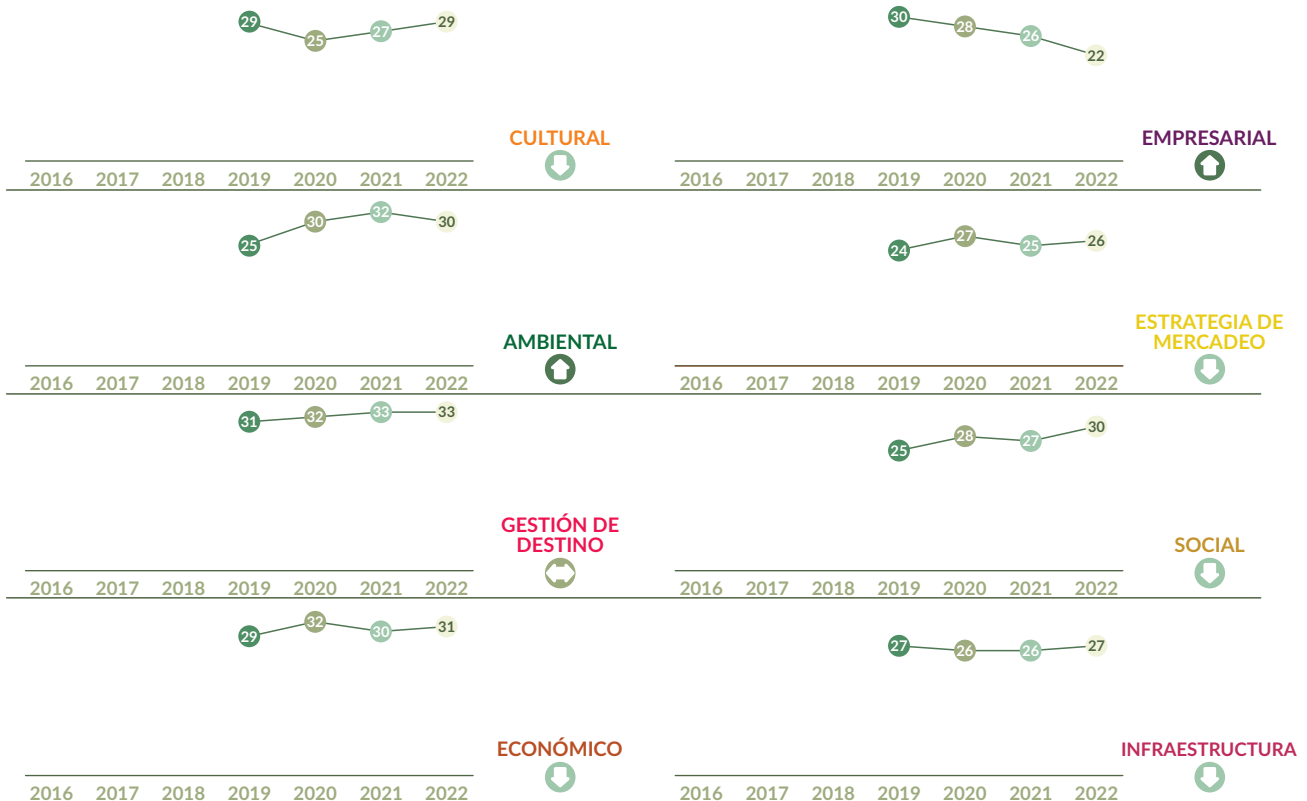 29 25 27 29
CULTURAL
2016 2017 2018 2019 2020 2021 2022
30 28 26 22
EMPRESARIAL
2016 2017 2018 2019 2020 2021 2022
25 30 32 30
AMBIENTAL
2016 2017 2018 2019 2020 2021 2022
24 27 25 26
ESTRATEGIA DE
MERCADEO
2016 2017 2018 2019 2020 2021 2022
31 32 33 33
GESTIÓN DE
DESTINO
2016 2017 2018 2019 2020 2021 2022
25 28 27 30
SOCIAL
2016 2017 2018 2019 2020 2021 2022
29 32 30 31
ECONÓMICO
2016 2017 2018 2019 2020 2021 2022
27 26 26 27
INFRAESTRUCTURA
2016 2017 2018 2019 2020 2021 2022